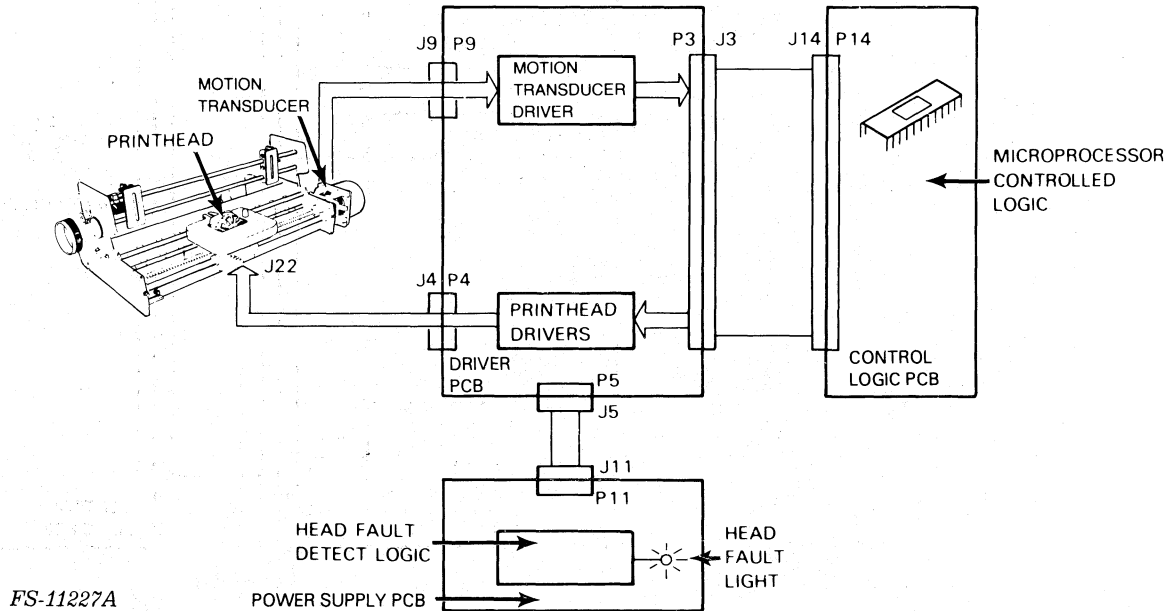 J9 P9
P3 J3
J14 P14
MOTION
TRANSDUCER
PRINTHEAD
MOTION
TRANSDUCER
DRIVER
MICROPROCESSOR
CONTROLLED
LOGIC
J22
J4 P4
PRINTHEAD
DRIVERS
DRIVER
PCB
CONTROL
LOGIC PCB
P5
J5
J11
P11
HEAD FAULT
DETECT LOGIC
HEAD
FAULT
LIGHT
POWER SUPPLY PCB
FS-11227A